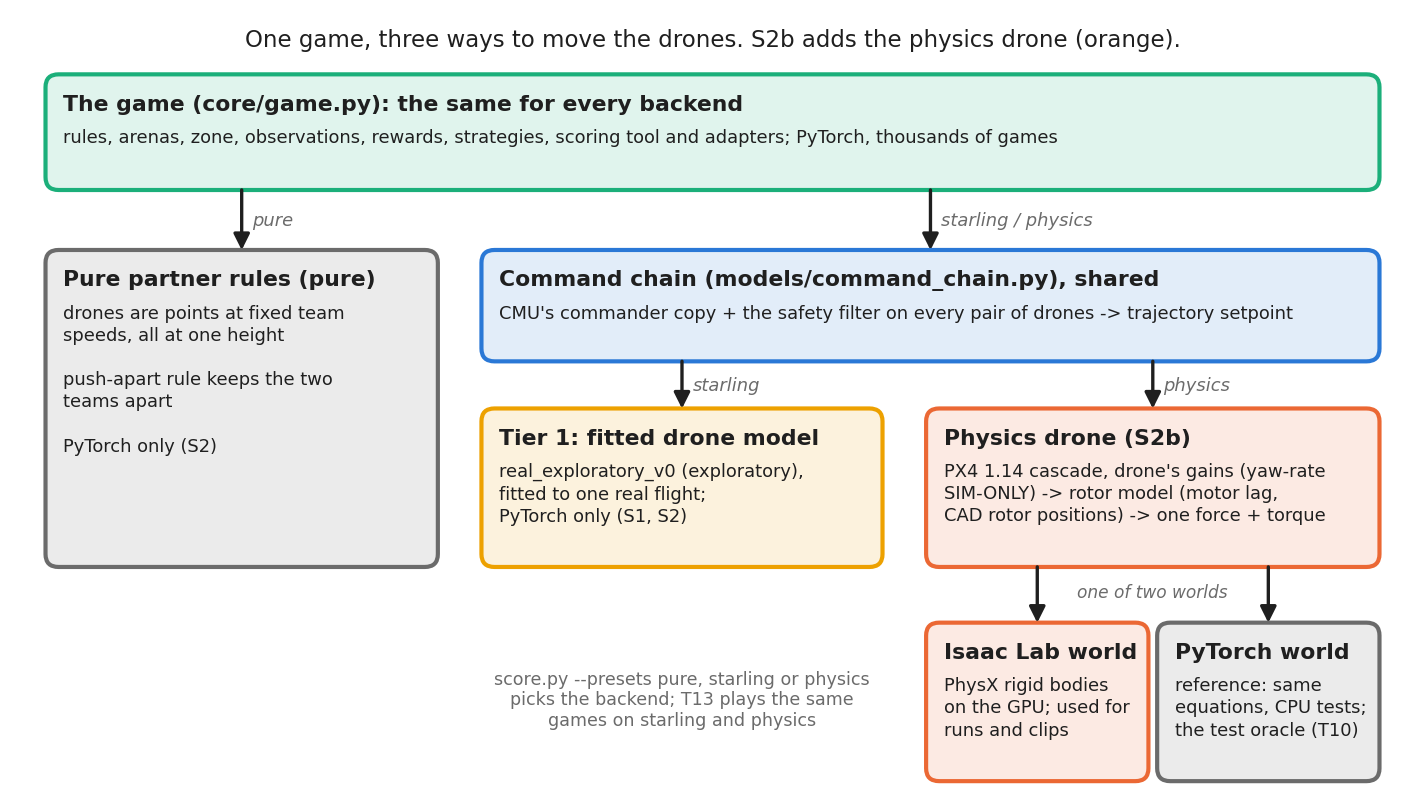 One game, three ways to move the drones. S2b adds the physics drone (orange).
The game (core/game.py): the same for every backend
rules, arenas, zone, observations, rewards, strategies, scoring tool and adapters; PyTorch, thousands of games
pure
starling / physics
Pure partner rules (pure)
drones are points at fixed team
speeds, all at one height
push-apart rule keeps the two
teams apart
PyTorch only (S2)
Command chain (models/command_chain.py), shared
CMU's commander copy + the safety filter on every pair of drones -> trajectory setpoint
starling
physics
Tier 1: fitted drone model
real_exploratory_v0 (exploratory),
fitted to one real flight;
PyTorch only (S1, S2)
Physics drone (S2b)
PX4 1.14 cascade, drone's gains (yaw-rate
SIM-ONLY) -> rotor model (motor lag,
CAD rotor positions) -> one force + torque
one of two worlds
score.py --presets pure, starling or physics
picks the backend; T13 plays the same
games on starling and physics
Isaac Lab world
PhysX rigid bodies
on the GPU; used for
runs and clips
PyTorch world
reference: same
equations, CPU tests;
the test oracle (T10)